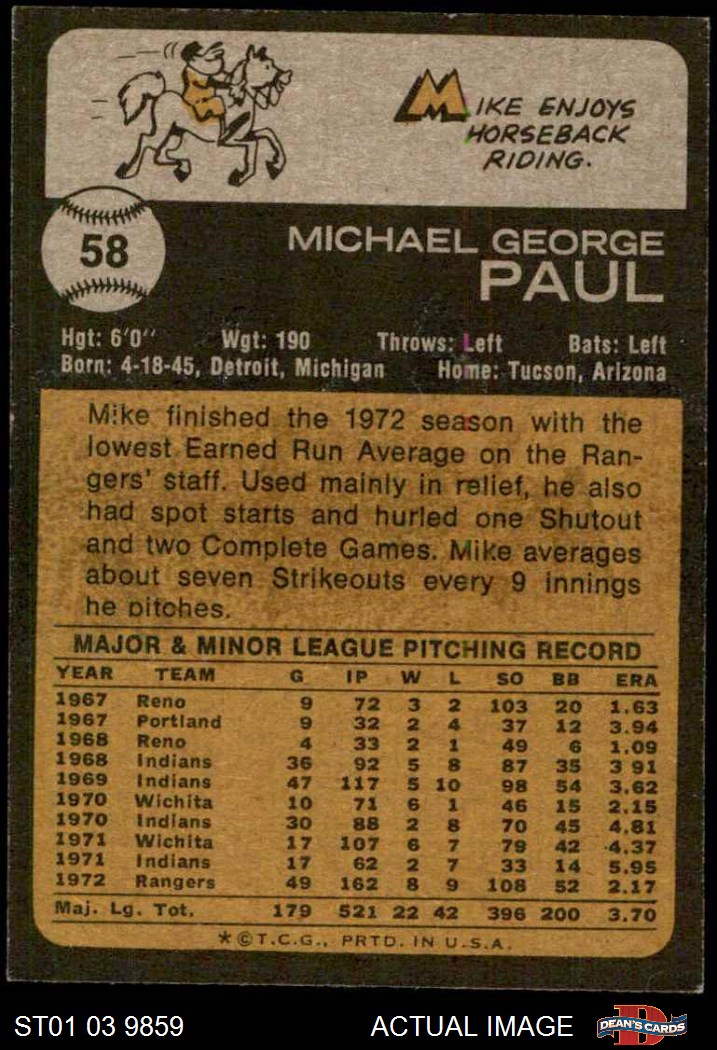 MIKE ENJOYS
HORSEBACK
RIDING.
58
MICHAEL GEORGE
PAUL
Hgt: 6'0" Wgt: 190 Throws: Left Bats: Left
Born: 4-18-45, Detroit, Michigan Home: Tucson, Arizona
Mike finished the 1972 season with the
lowest Earned Run Average on the Ran-
gers' staff. Used mainly in relief, he also
had spot starts and hurled one Shutout
and two Complete Games. Mike averages
about seven Strikeouts every 9 innings
he pitches.
MAJOR & MINOR LEAGUE PITCHING RECORD
YEAR TEAM G IP W L SO BB ERA
1967 Reno 9 72 3 2 103 20 1.63
1967 Portland 9 32 2 4 37 12 3.94
1968 Reno 4 33 2 1 49 6 1.09
1968 Indians 36 92 5 8 87 35 3 91
1969 Indians 47 117 5 10 98 54 3.62
1970 Wichita 10 71 6 1 46 15 2.15
1970 Indians 30 88 2 8 70 45 4.81
1971 Wichita 17 107 6 7 79 42 4.37
1971 Indians 17 62 2 7 33 14 5.95
1972 Rangers 49 162 8 9 108 52 2.17
Maj. Lg. Tot. 179 521 22 42 396 200 3.70
*©T.C.G., PRTD. IN U.S.A.
ST01 03 9859 ACTUAL IMAGE D DEAN'S CARDS